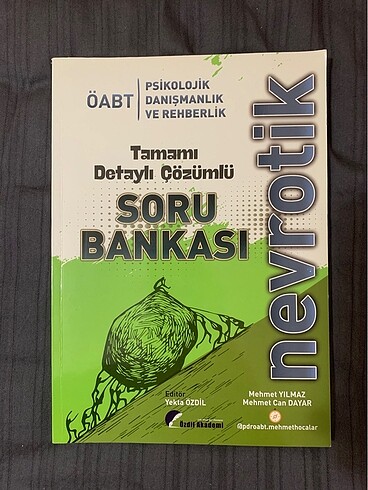 ÖABT
PSİKOLOJİK
DANIŞMANLIK
VE REHBERLİK
Tamamı
Detaylı Çözümlü
SORU
BANKASI
nevrotik
Editör
Yekta ÖZDİL
Özdil Akademi
Mehmet YILMAZ
Mehmet Can DAYAR
@pdroabt.mehmethocalar